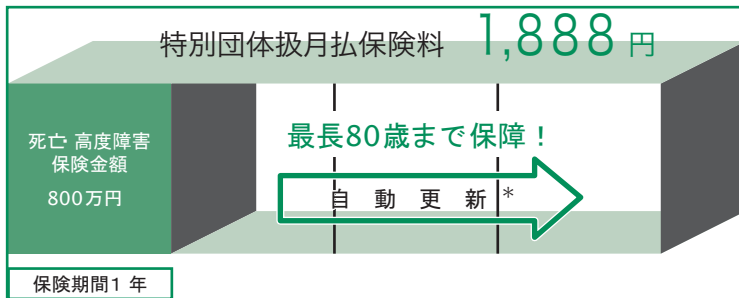 特別団体扱月払保険料 1,888 円
死亡・高度障害
保険金額
800万円
最長80歳まで保障!
自動更新*
保険期間1年